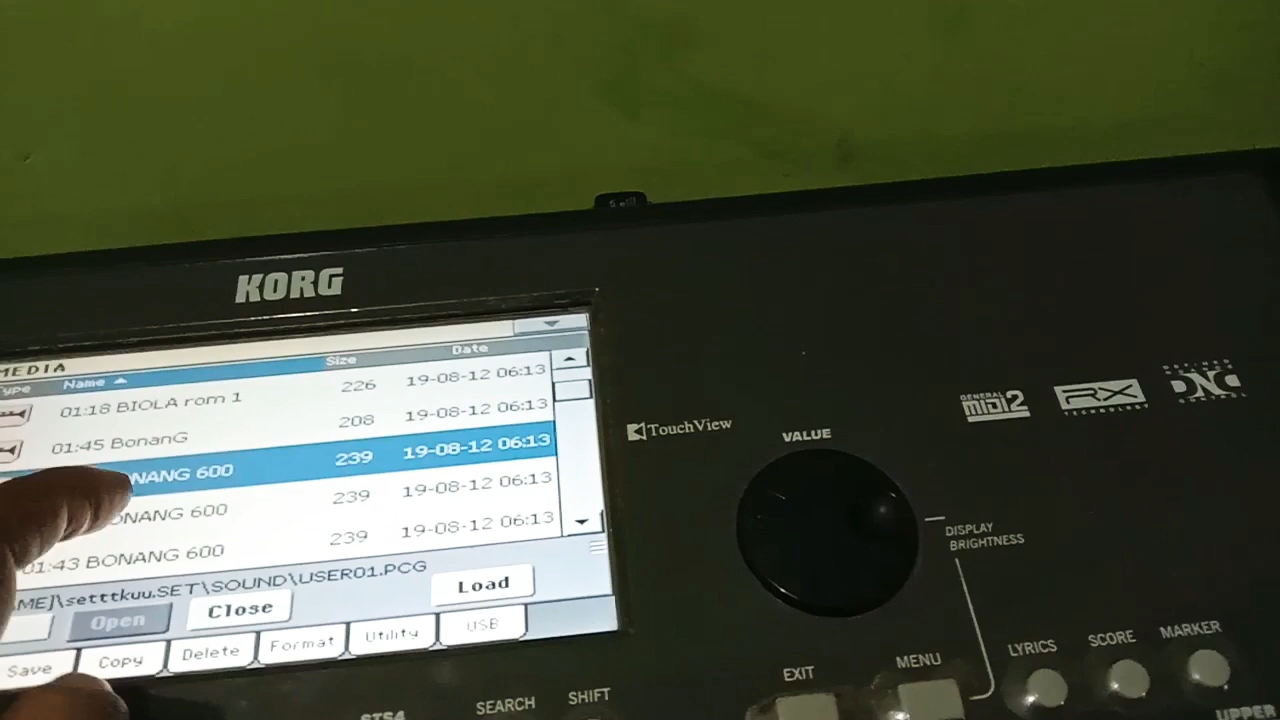 KORG
MEDIA
Type Name Size Date
01:18 BIOLA rom 1 226 19-08-12 06:13
01:45 BonanG 208 19-08-12 06:13
NANG 600 239 19-08-12 06:13
ONANG 600 239 19-08-12 06:13
01:43 BONANG 600 239 19-08-12 06:13
AME]\setttkuu.SET\SOUND\USER01.PCG
Open Close Load
Save Copy Delete Format Utility USB
TouchView
VALUE
DISPLAY
BRIGHTNESS
GENERAL
MIDI2
RX
TECHNOLOGY
DEFINED
DNC
CONTROL
EXIT MENU LYRICS SCORE MARKER
STS4 SEARCH SHIFT
UPPER